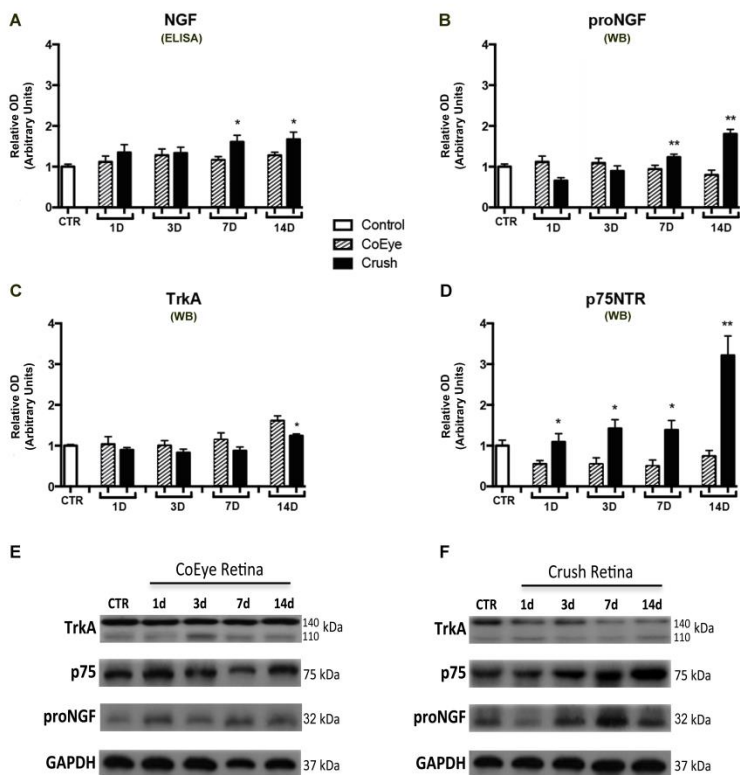 A
NGF
(ELISA)
Relative OD
(Arbitrary Units)
4
3
2
1
0
*
*
CTR
1D
3D
7D
14D
B
proNGF
(WB)
Relative OD
(Arbitrary Units)
4
3
2
1
0
**
**
CTR
1D
3D
7D
14D
Control
CoEye
Crush
C
TrkA
(WB)
Relative OD
(Arbitrary Units)
4
3
2
1
0
*
CTR
1D
3D
7D
14D
D
p75NTR
(WB)
Relative OD
(Arbitrary Units)
4
3
2
1
0
*
*
*
**
CTR
1D
3D
7D
14D
E
CoEye Retina
CTR 1d 3d 7d 14d
TrkA
140 kDa
110
p75
75 kDa
proNGF
32 kDa
GAPDH
37 kDa
F
Crush Retina
CTR 1d 3d 7d 14d
TrkA
140 kDa
110
p75
75 kDa
proNGF
32 kDa
GAPDH
37 kDa